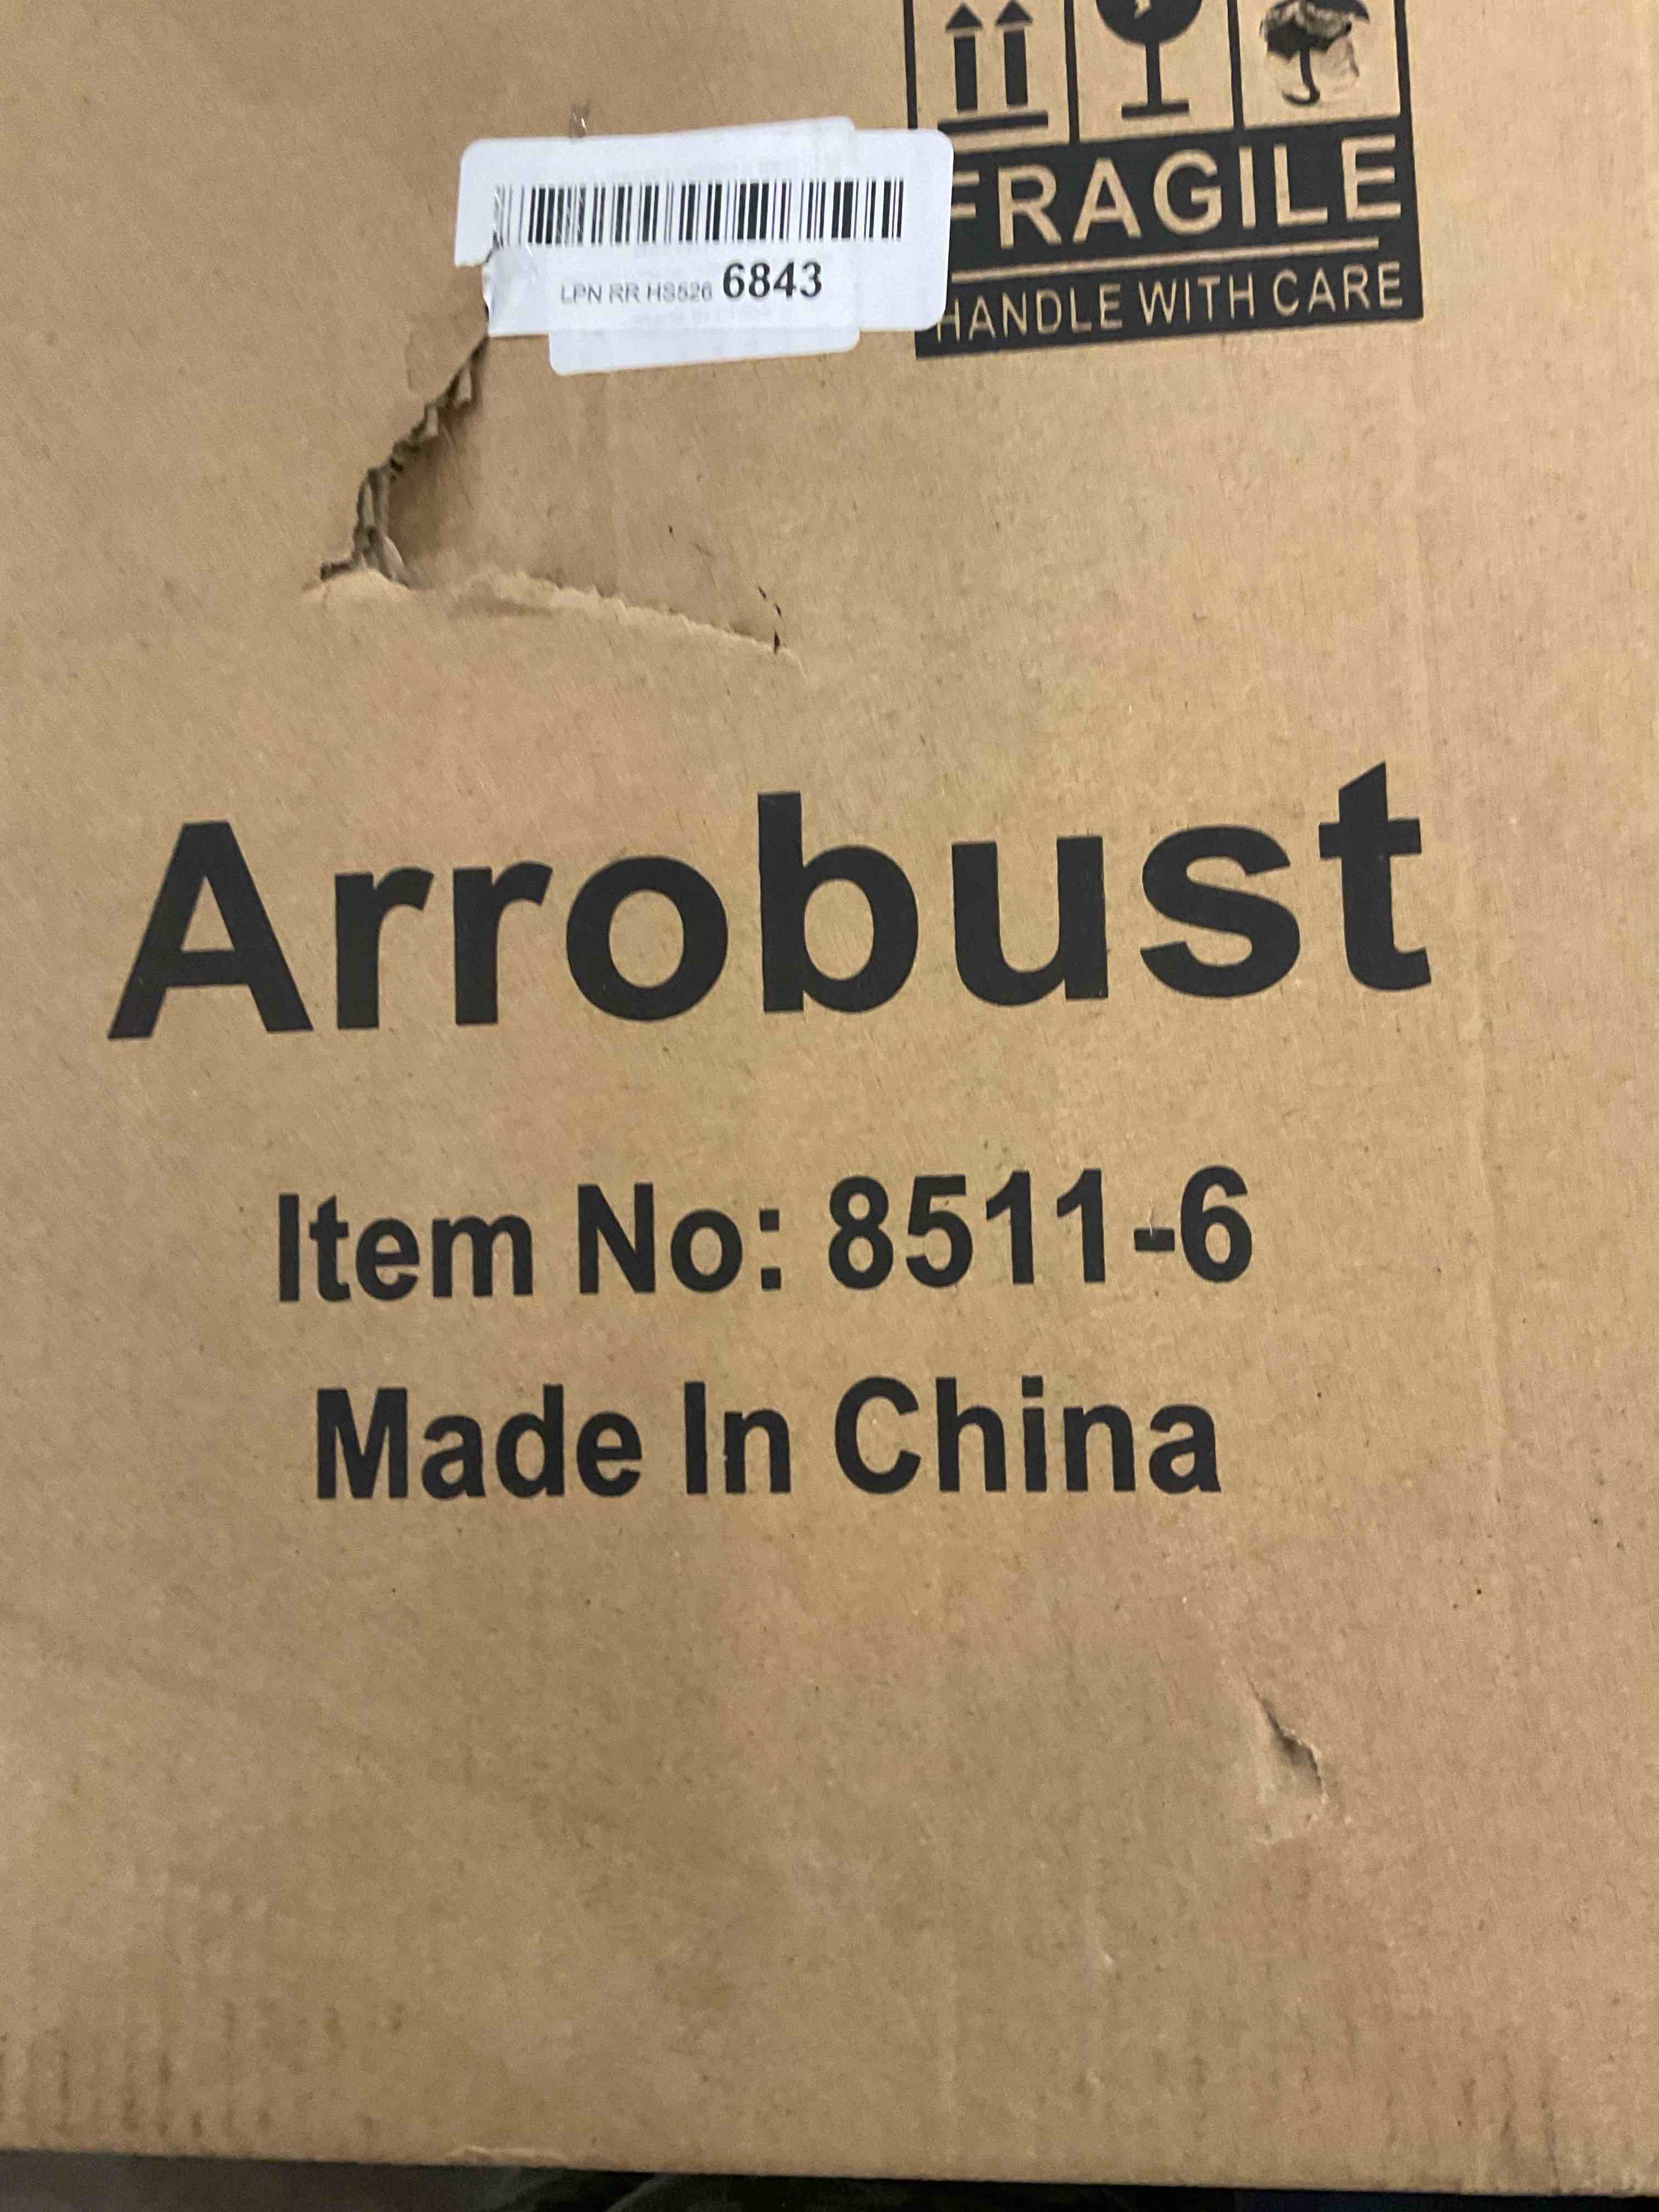 FRAGILE
HANDLE WITH CARE
LPN RR HS526 6843
Arrobust
Item No: 8511-6
Made In China